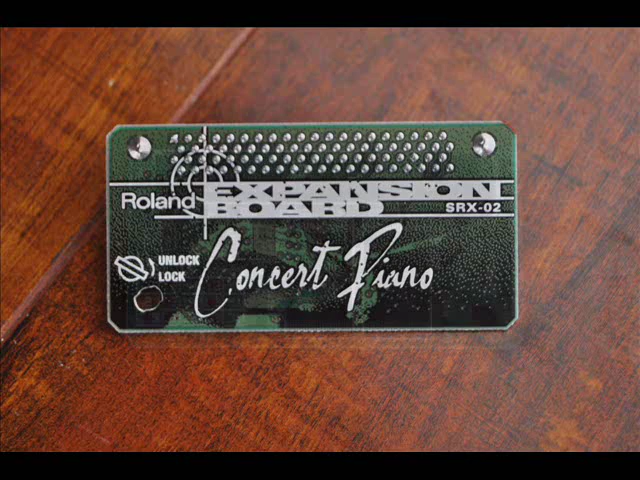 Roland EXPANSION
BOARD SRX-02
UNLOCK
LOCK
Concert Piano